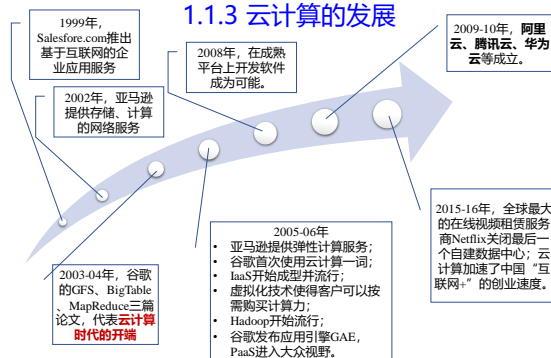 1.1.3 云计算的发展
1999年，
Salesfore.com推出
基于互联网的企
业应用服务
2002年，亚马逊
提供存储、计算
的网络服务
2003-04年，谷歌
的GFS、BigTable
、MapReduce三篇
论文，代表云计算
时代的开端
2005-06年
• 亚马逊提供弹性计算服务；
• 谷歌首次使用云计算一词；
• IaaS开始成型并流行；
• 虚拟化技术使得客户可以按
需购买计算力；
• Hadoop开始流行；
• 谷歌发布应用引擎GAE，
PaaS进入大众视野。
2008年，在成熟
平台上开发软件
成为可能。
2009-10年，阿里
云、腾讯云、华为
云等成立。
2015-16年，全球最大
的在线视频租赁服务
商Netflix关闭最后一
个自建数据中心；云
计算加速了中国“互
联网+”的创业速度。